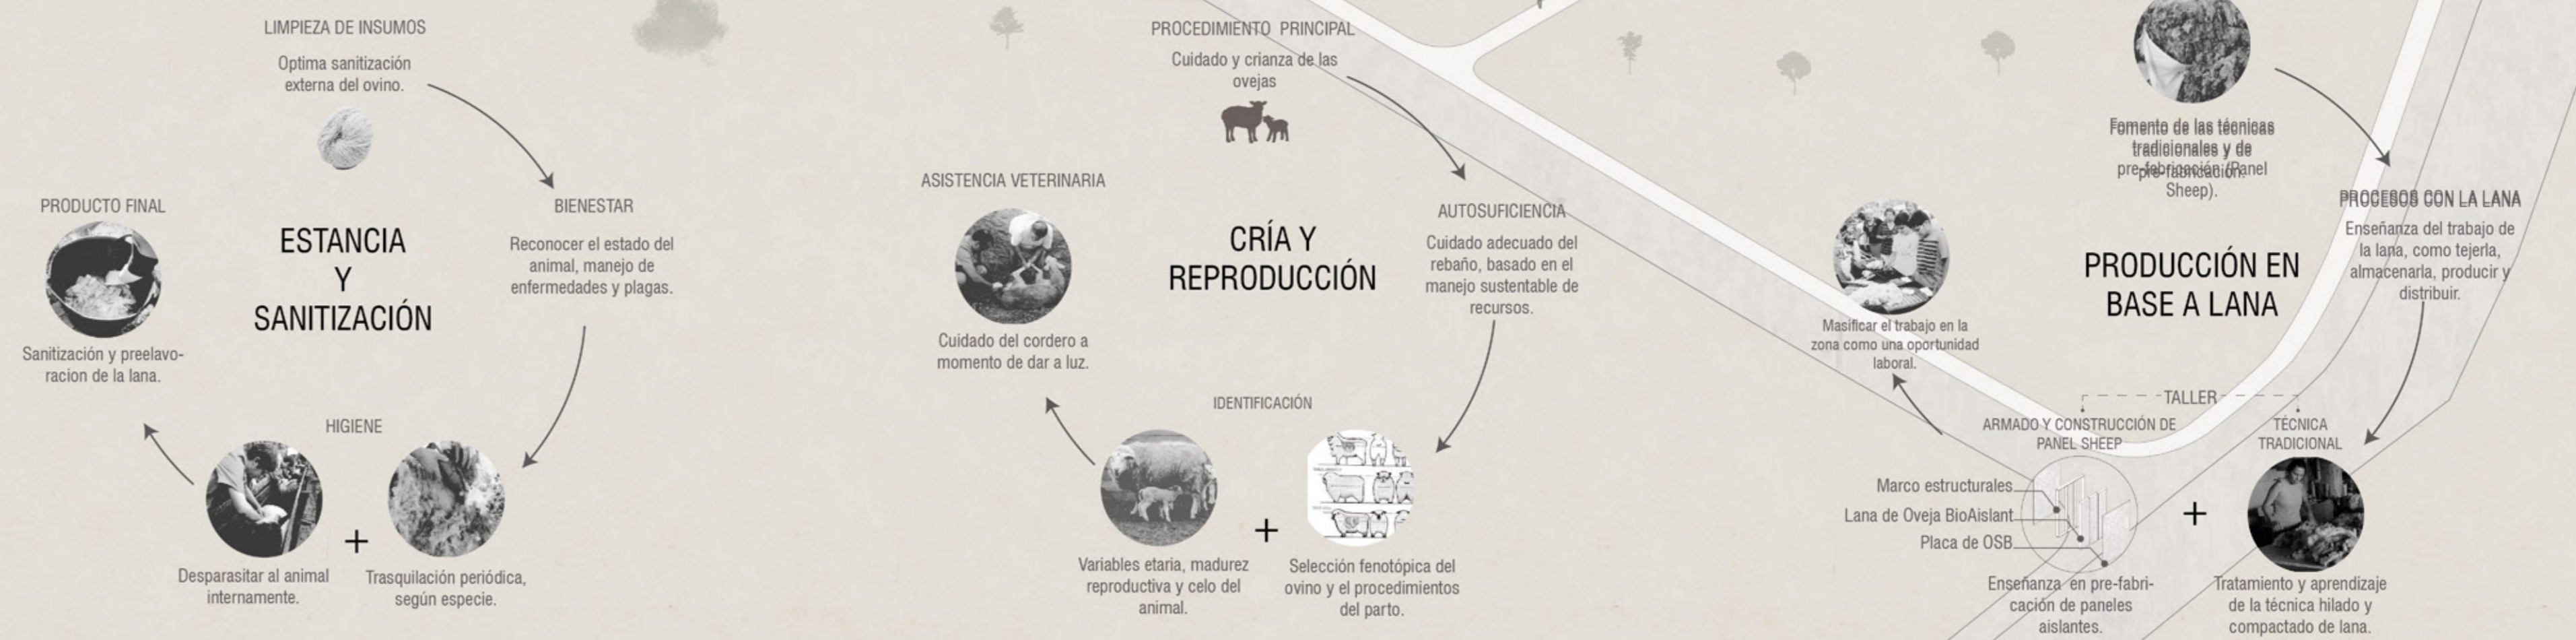 LIMPIEZA DE INSUMOS
Optima sanitización
externa del ovino.
BIENESTAR
Reconocer el estado del
animal, manejo de
enfermedades y plagas.
PRODUCTO FINAL
Sanitización y preelavo-
racion de la lana.
ESTANCIA
Y
SANITIZACIÓN
HIGIENE
Desparasitar al animal
internamente.
+
Trasquilación periódica,
según especie.
PROCEDIMIENTO PRINCIPAL
Cuidado y crianza de las
ovejas
ASISTENCIA VETERINARIA
Cuidado del cordero a
momento de dar a luz.
CRÍA Y
REPRODUCCIÓN
AUTOSUFICIENCIA
Cuidado adecuado del
rebaño, basado en el
manejo sustentable de
recursos.
IDENTIFICACIÓN
Variables etaria, madurez
reproductiva y celo del
animal.
+
Selección fenotópica del
ovino y el procedimientos
del parto.
Fomento de las técnicas
tradicionales y de
pre-fabricación (Panel
Sheep).
PROCESOS CON LA LANA
Enseñanza del trabajo de
la lana, como tejerla,
almacenarla, producir y
distribuir.
PRODUCCIÓN EN
BASE A LANA
Masificar el trabajo en la
zona como una oportunidad
laboral.
TALLER
ARMADO Y CONSTRUCCIÓN DE
PANEL SHEEP
TÉCNICA
TRADICIONAL
Marco estructurales
Lana de Oveja BioAislant
Placa de OSB
+
Enseñanza en pre-fabri-
cación de paneles
aislantes.
Tratamiento y aprendizaje
de la técnica hilado y
compactado de lana.